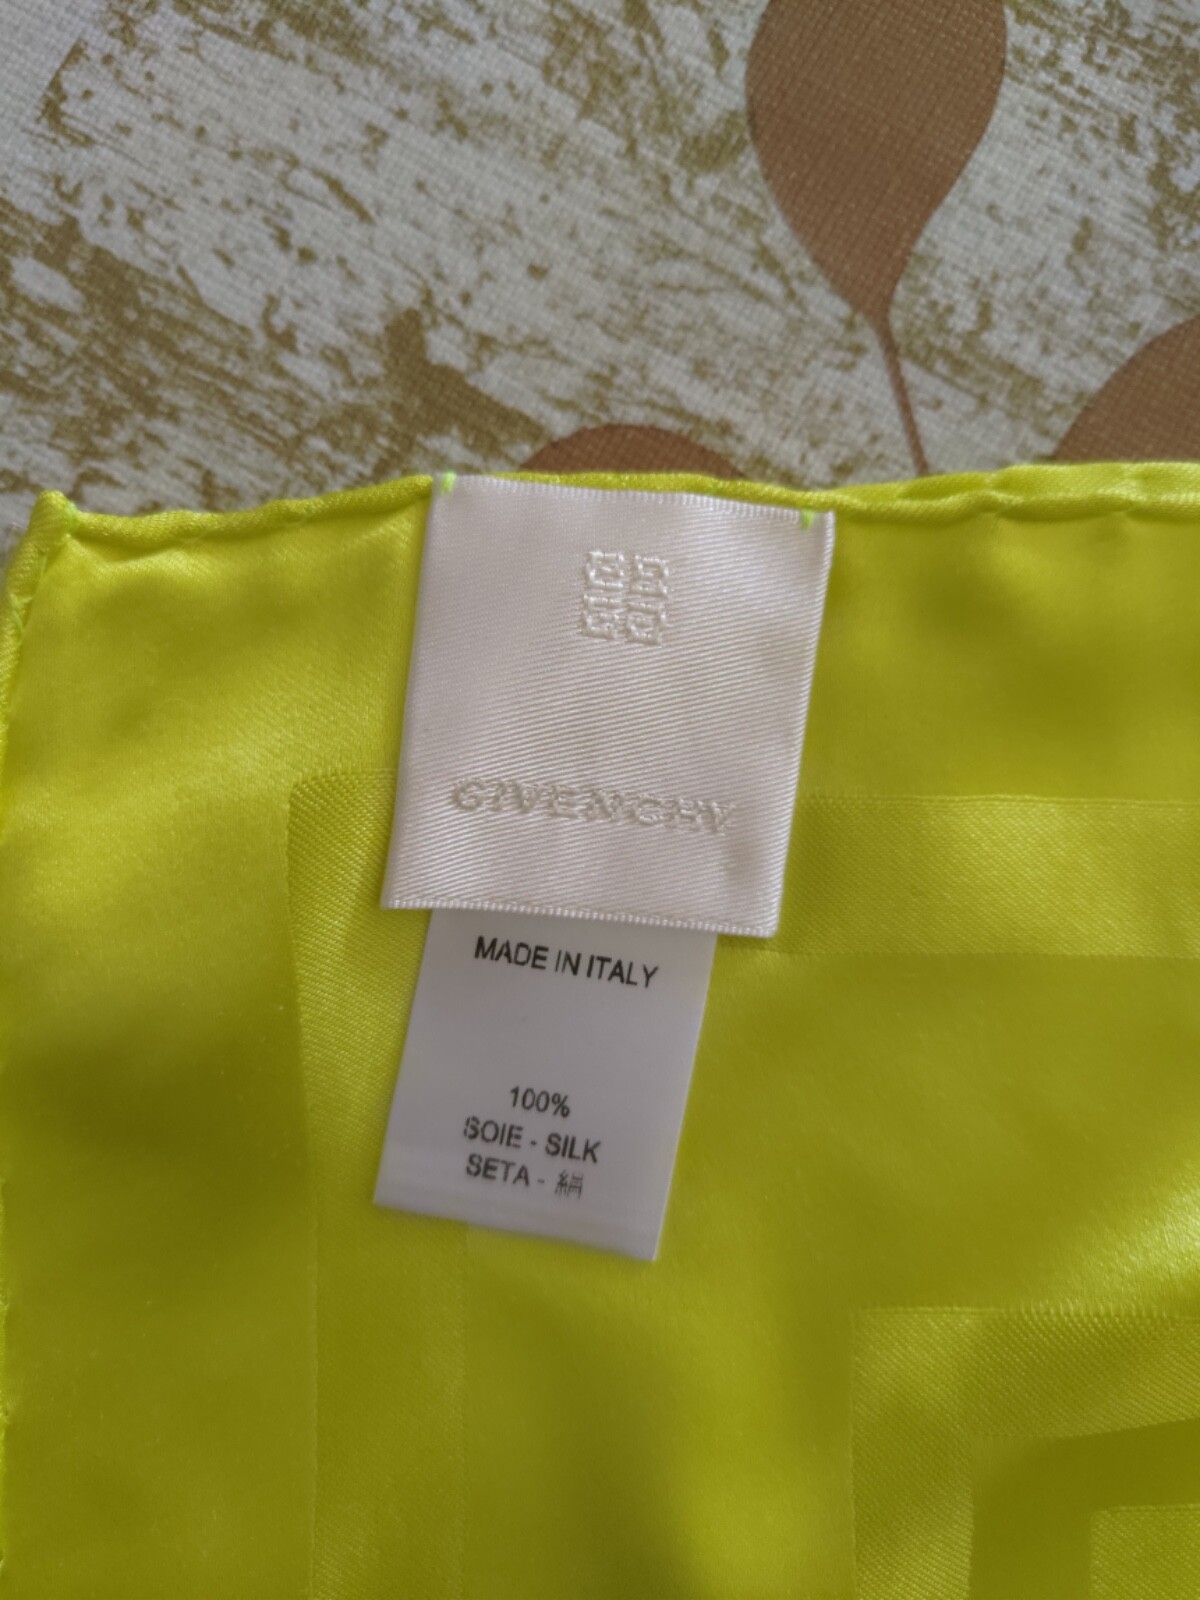 GIVENCHY
MADE IN ITALY
100%
SOIE - SILK
SETA - 絹